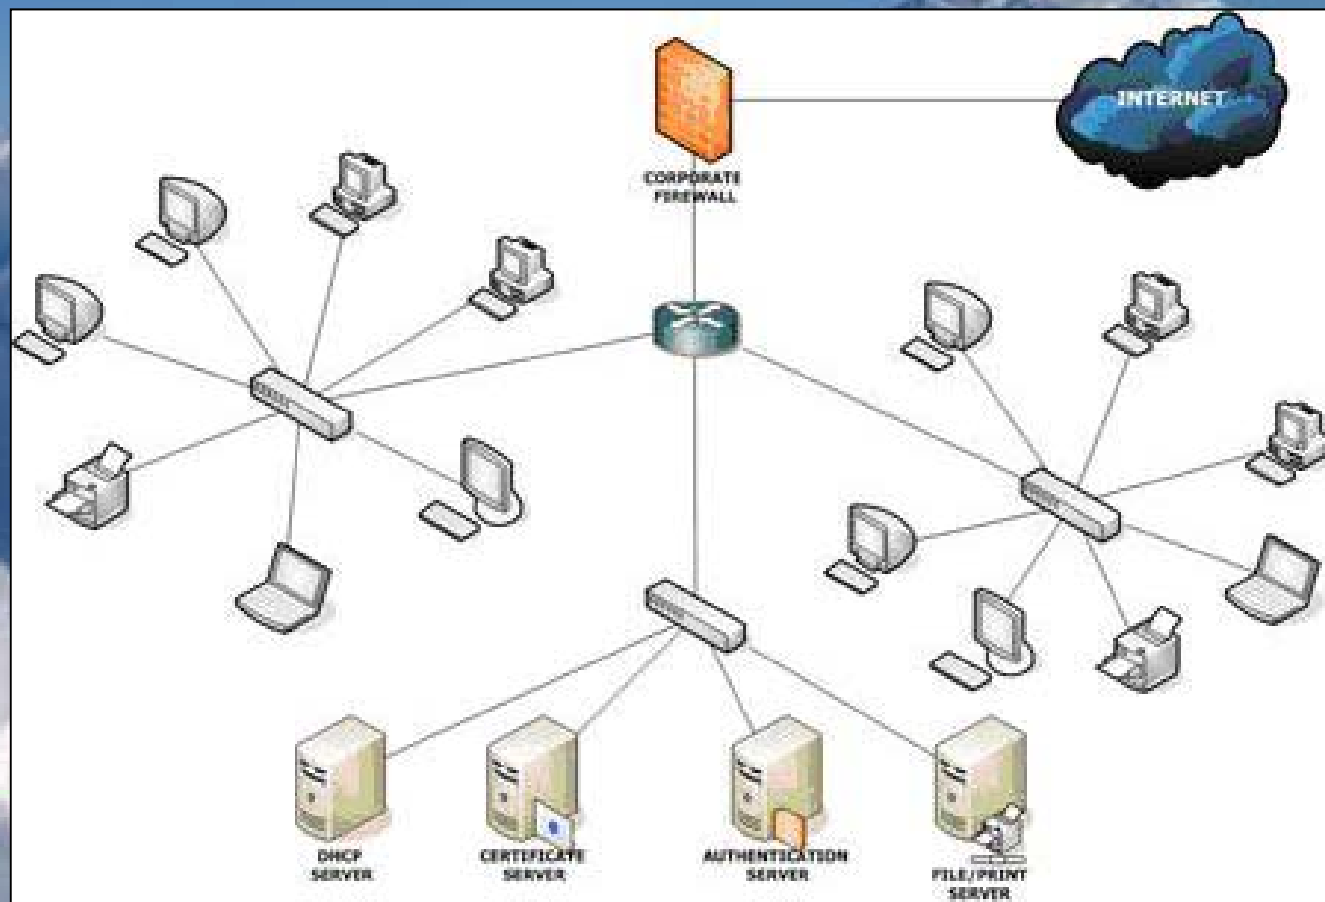 INTERNET
CORPORATE
FIREWALL
DHCP
SERVER
CERTIFICATE
SERVER
AUTHENTICATION
SERVER
FILE/PRINT
SERVER